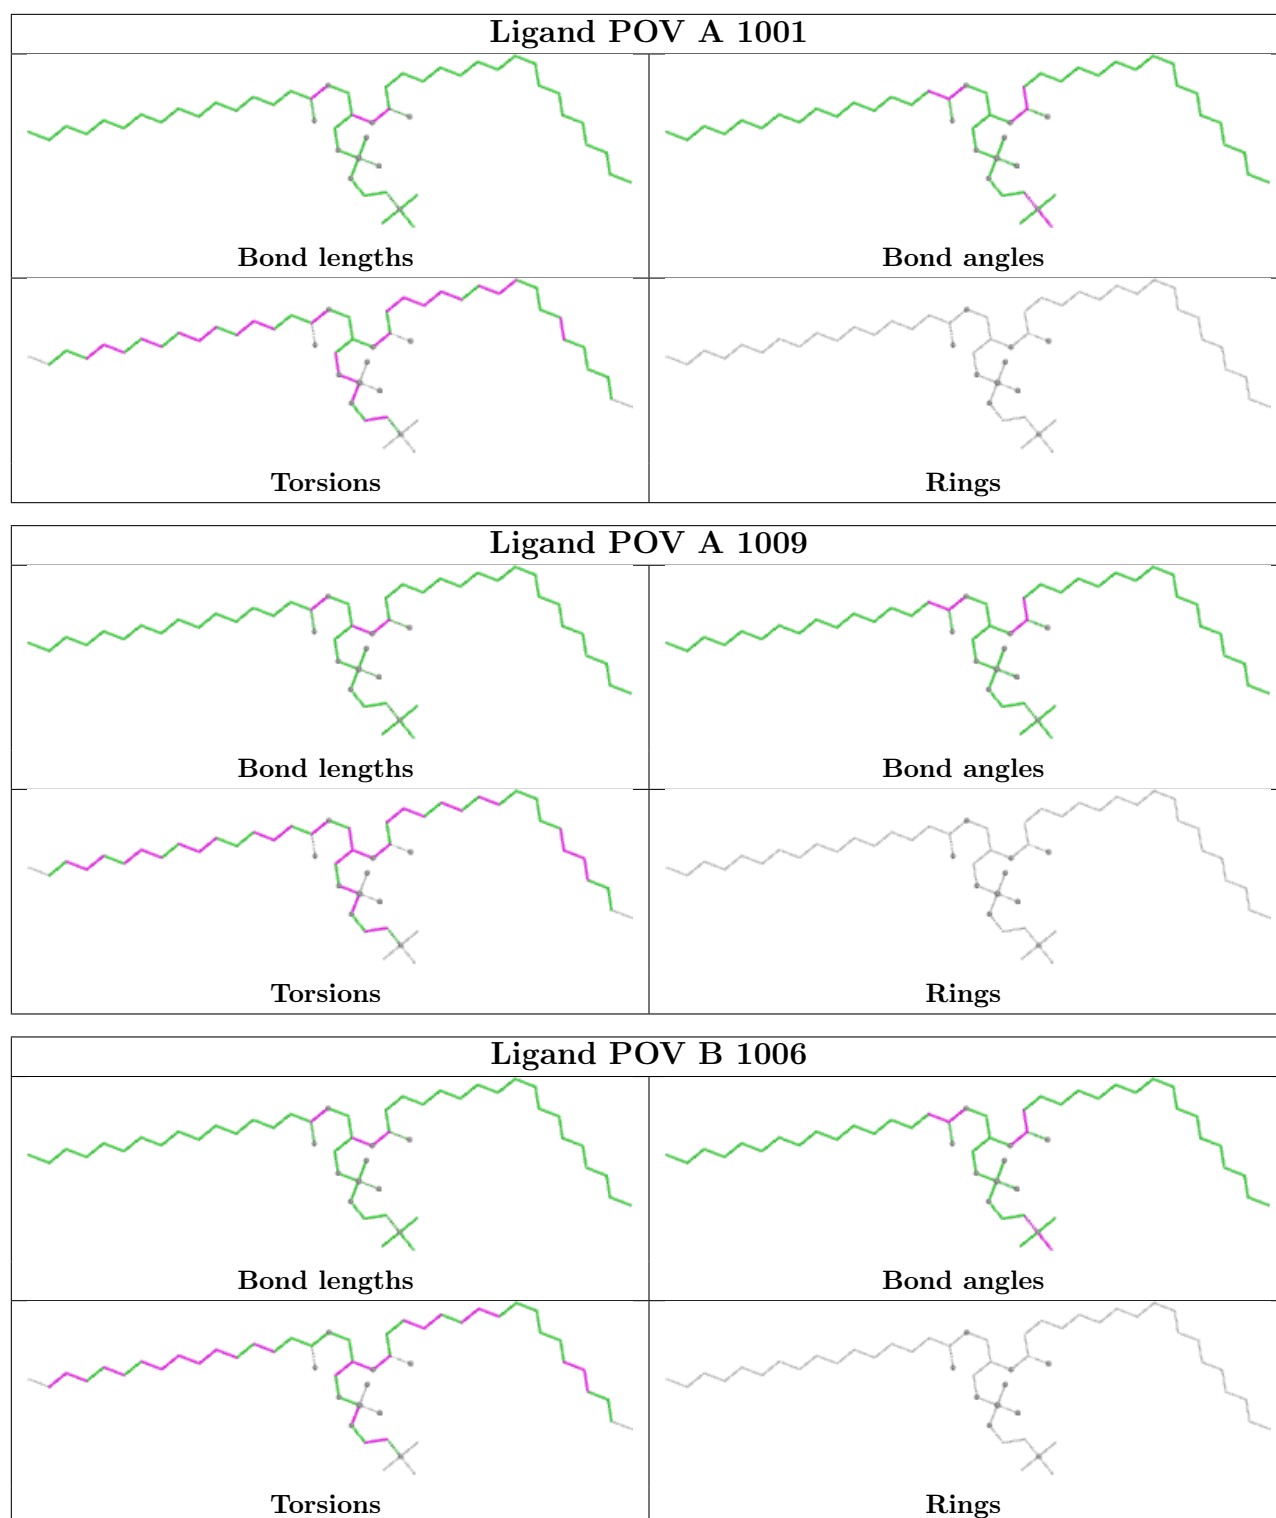 Ligand POV A 1001
Bond lengths
Bond angles
Torsions
Rings
Ligand POV A 1009
Bond lengths
Bond angles
Torsions
Rings
Ligand POV B 1006
Bond lengths
Bond angles
Torsions
Rings